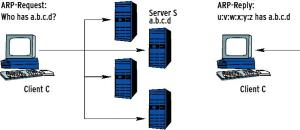 ARP-Request:
Who has a.b.c.d?
Server S
a.b.c.d
Client C
ARP-Reply:
u:v:w:x:y:z has a.b.c.d
Client C